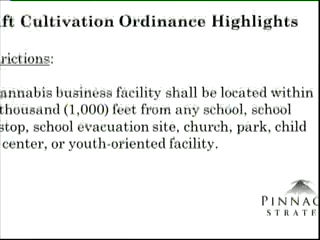 ft Cultivation Ordinance Highlights
rictions:
annabis business facility shall be located within
thousand (1,000) feet from any school, school
stop, school evacuation site, church, park, child
center, or youth-oriented facility.
PINNAC
STRATE